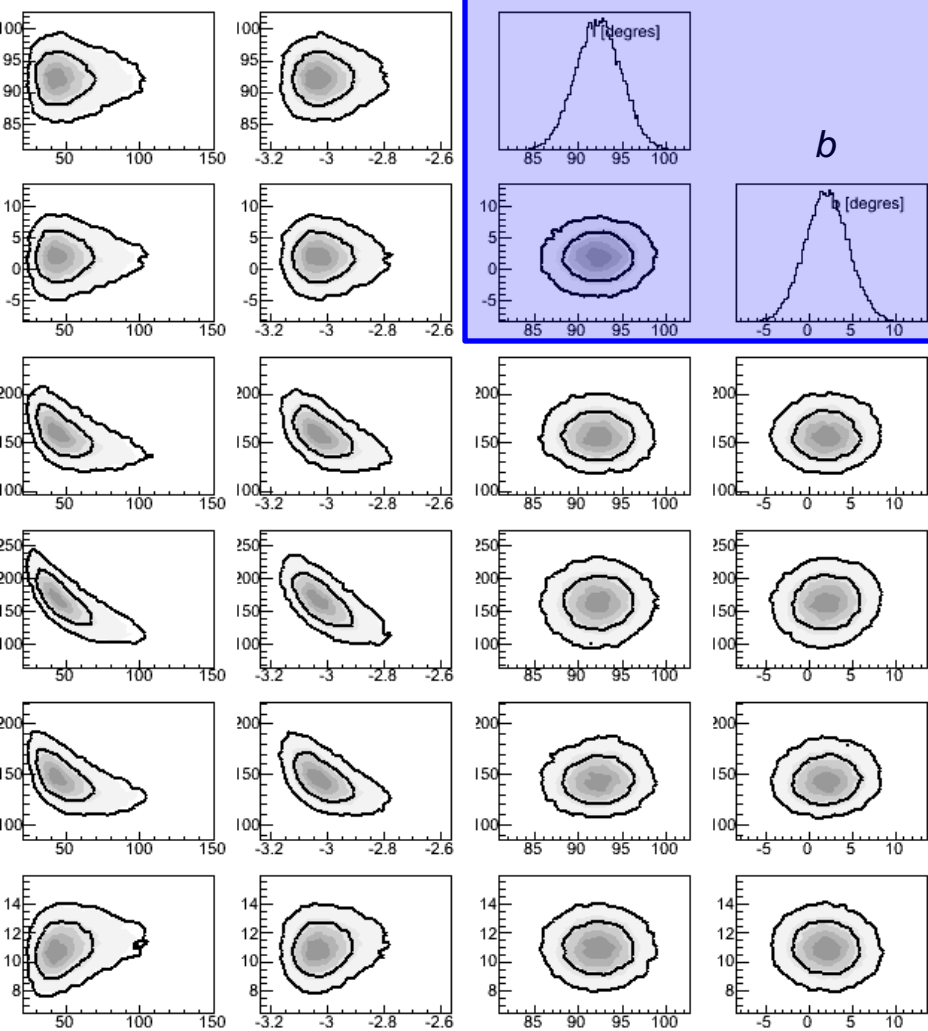 100 100
l [degres]
95 95
90 90
85 85
50 100 150 -3.2 -3 -2.8 -2.6 85 90 95 100
b
10 10 10
b [degres]
5 5 5
0 0 0
-5 -5 -5
50 100 150 -3.2 -3 -2.8 -2.6 85 90 95 100 -5 0 5 10
200 200 200 200
150 150 150 150
100 100 100 100
50 100 150 -3.2 -3 -2.8 -2.6 85 90 95 100 -5 0 5 10
250 250 250 250
200 200 200 200
150 150 150 150
100 100 100 100
50 100 150 -3.2 -3 -2.8 -2.6 85 90 95 100 -5 0 5 10
200 200 200 200
150 150 150 150
100 100 100 100
50 100 150 -3.2 -3 -2.8 -2.6 85 90 95 100 -5 0 5 10
14 14 14 14
12 12 12 12
10 10 10 10
8 8 8 8
50 100 150 -3.2 -3 -2.8 -2.6 85 90 95 100 -5 0 5 10